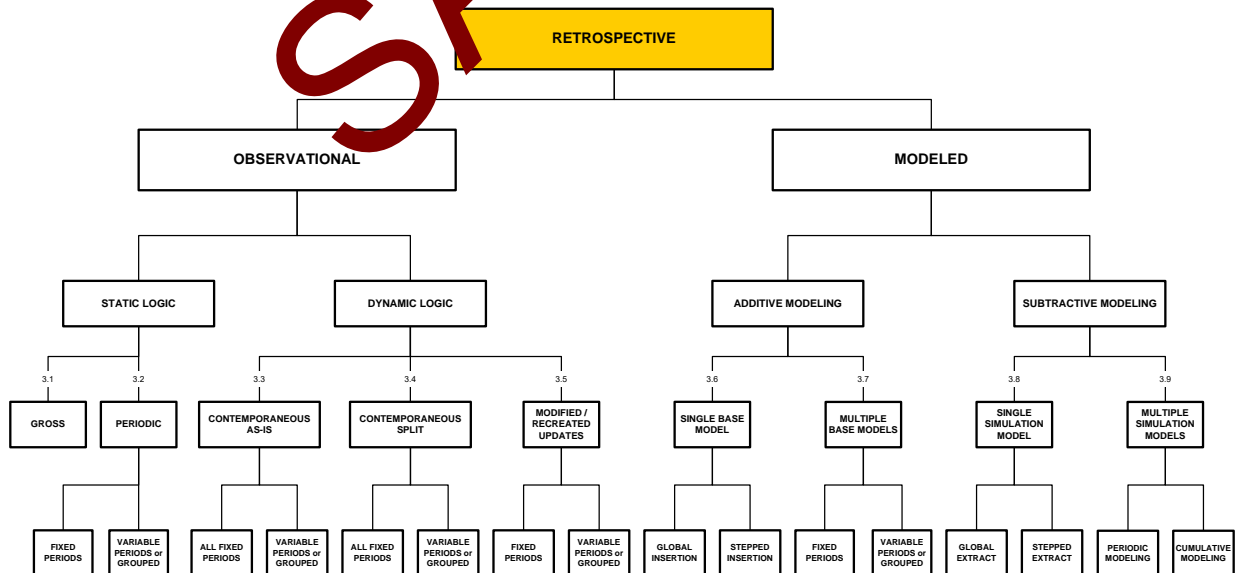 RETROSPECTIVE
OBSERVATIONAL
MODELED
STATIC LOGIC
DYNAMIC LOGIC
ADDITIVE MODELING
SUBTRACTIVE MODELING
3.1
3.2
3.3
3.4
3.5
3.6
3.7
3.8
3.9
GROSS
PERIODIC
CONTEMPORANEOUS
AS-IS
CONTEMPORANEOUS
SPLIT
MODIFIED /
RECREATED
UPDATES
SINGLE BASE
MODEL
MULTIPLE
BASE MODELS
SINGLE
SIMULATION
MODEL
MULTIPLE
SIMULATION
MODELS
FIXED
PERIODS
VARIABLE
PERIODS or
GROUPED
ALL FIXED
PERIODS
VARIABLE
PERIODS or
GROUPED
ALL FIXED
PERIODS
VARIABLE
PERIODS or
GROUPED
FIXED
PERIODS
VARIABLE
PERIODS or
GROUPED
GLOBAL
INSERTION
STEPPED
INSERTION
FIXED
PERIODS
VARIABLE
PERIODS or
GROUPED
GLOBAL
EXTRACT
STEPPED
EXTRACT
PERIODIC
MODELING
CUMULATIVE
MODELING